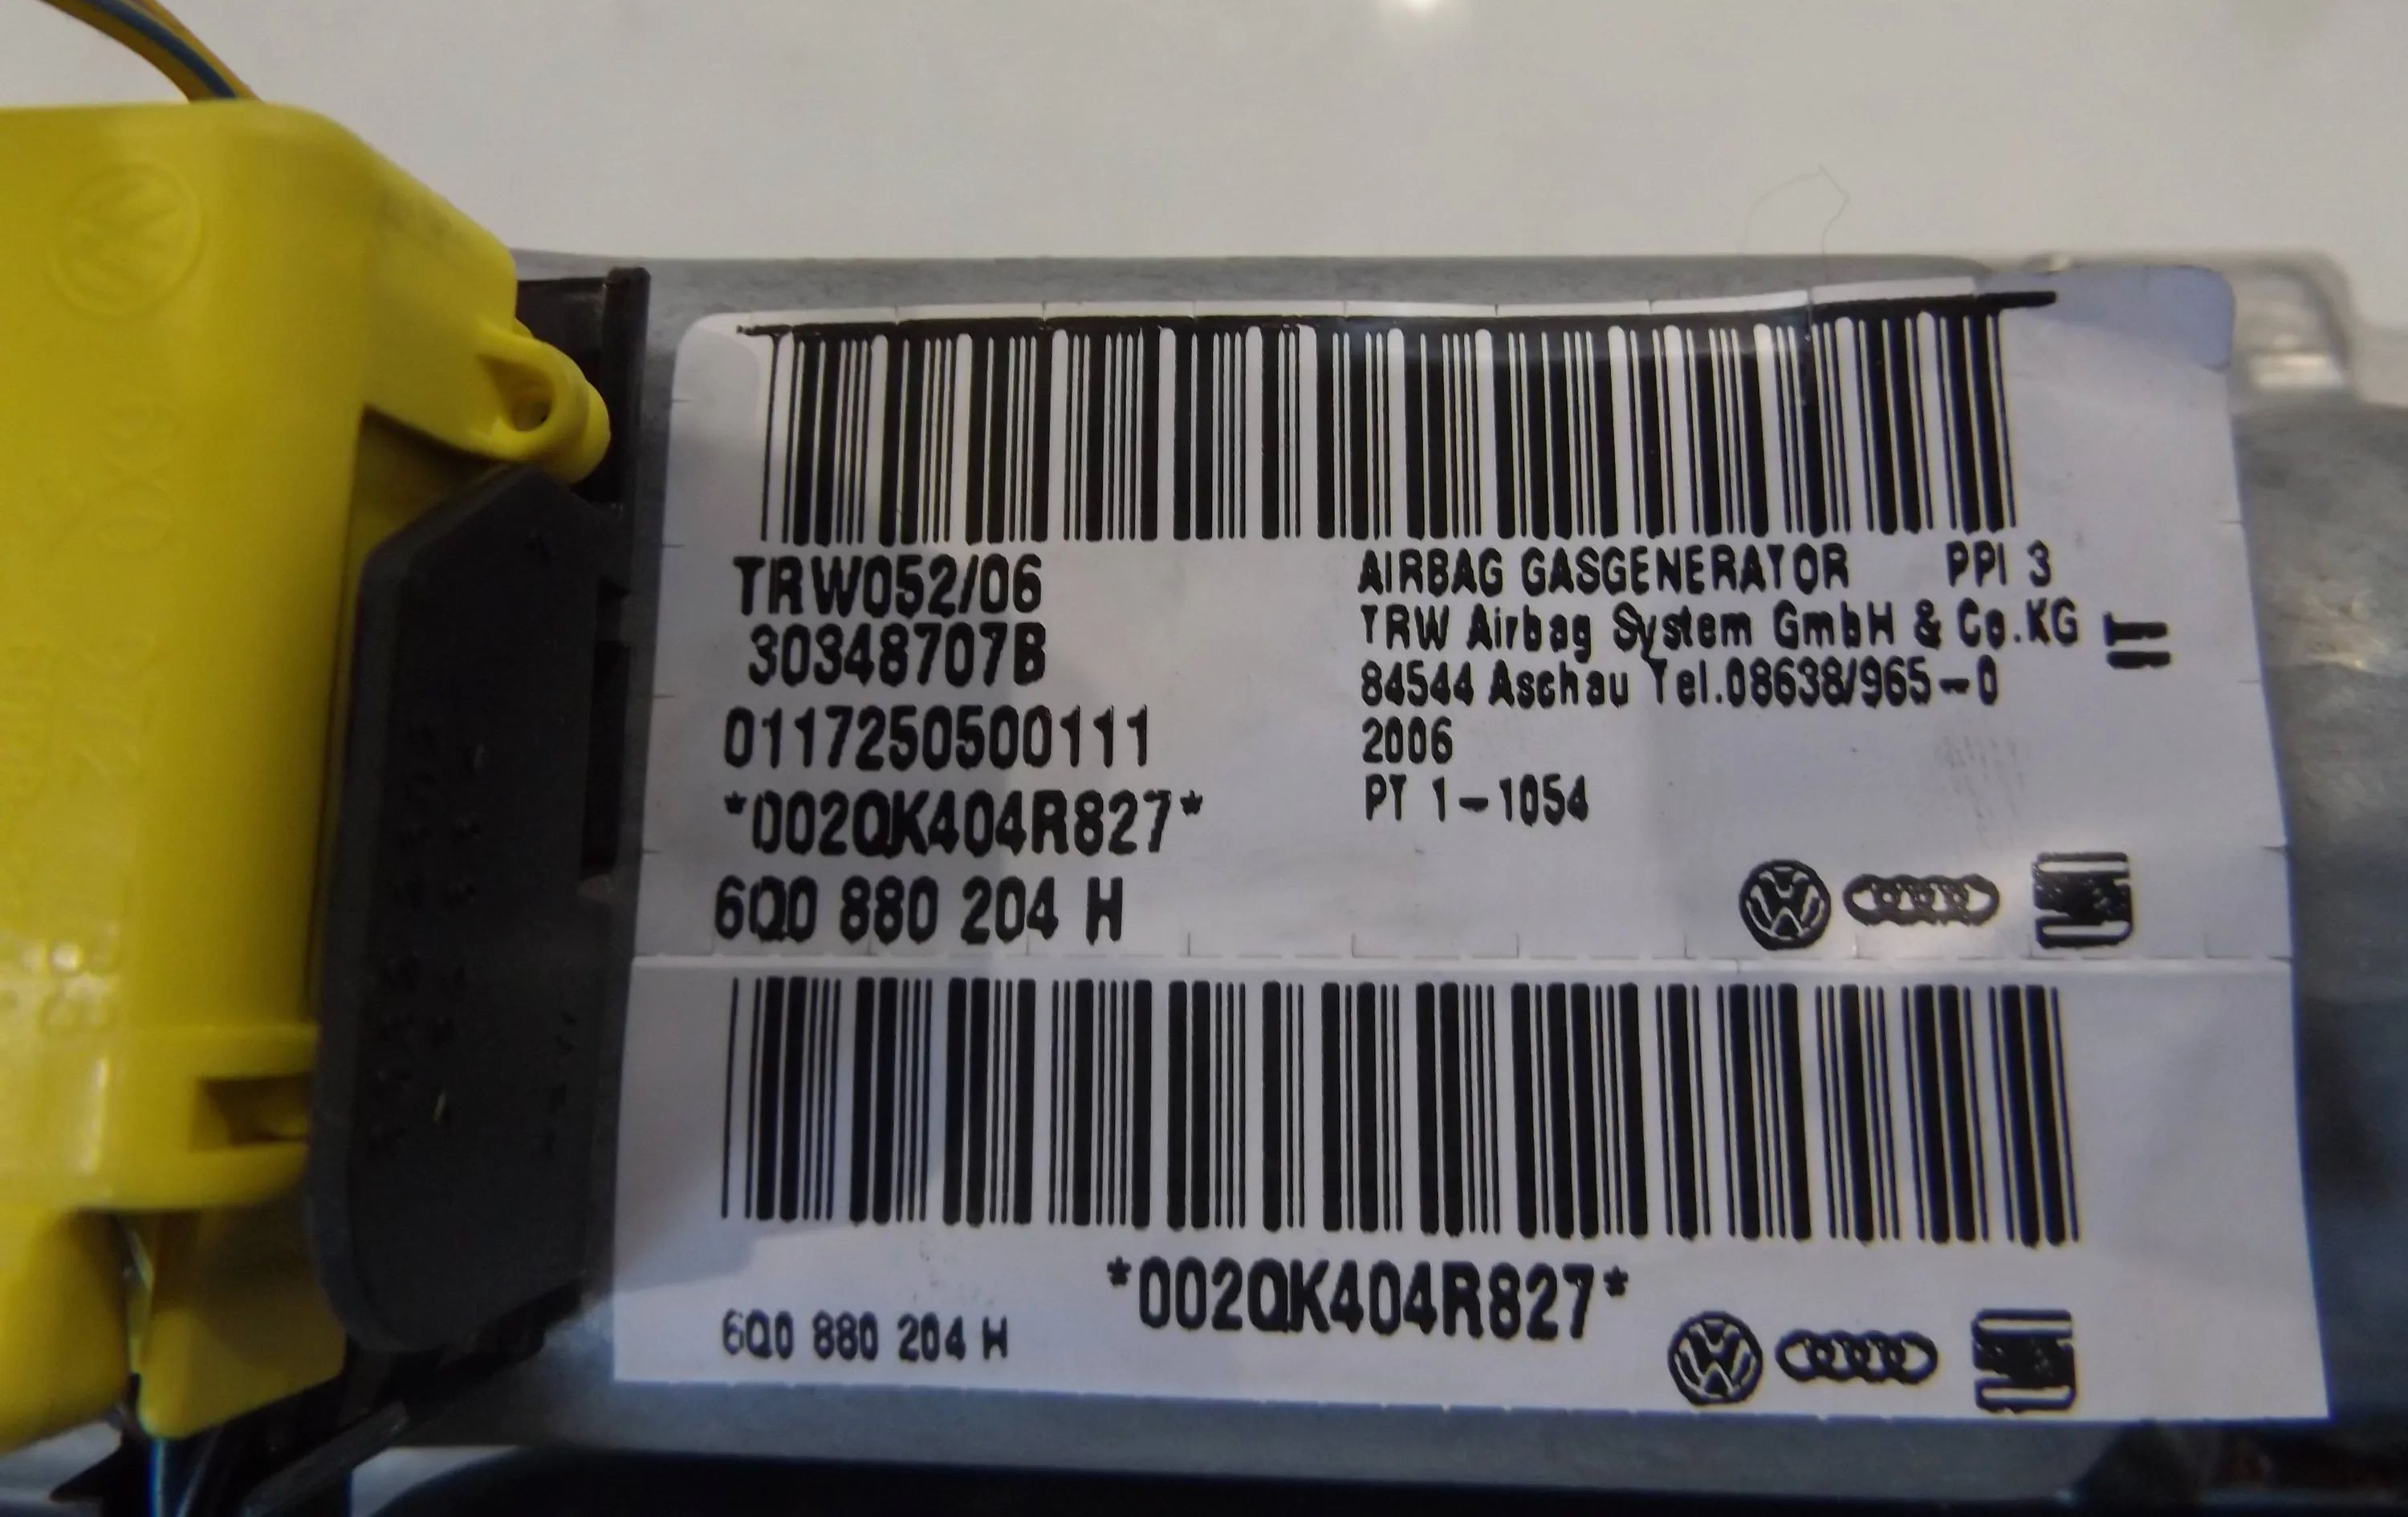 TRW052/06
30348707B
0117250500111
*002QK404R827*
6Q0 880 204 H
AIRBAG GASGENERATOR PPI 3
TRW Airbag System GmbH & Co.KG
84544 Aschau Tel.08638/965-0
2006
PT 1-1054
*002QK404R827*
6Q0 880 204 H